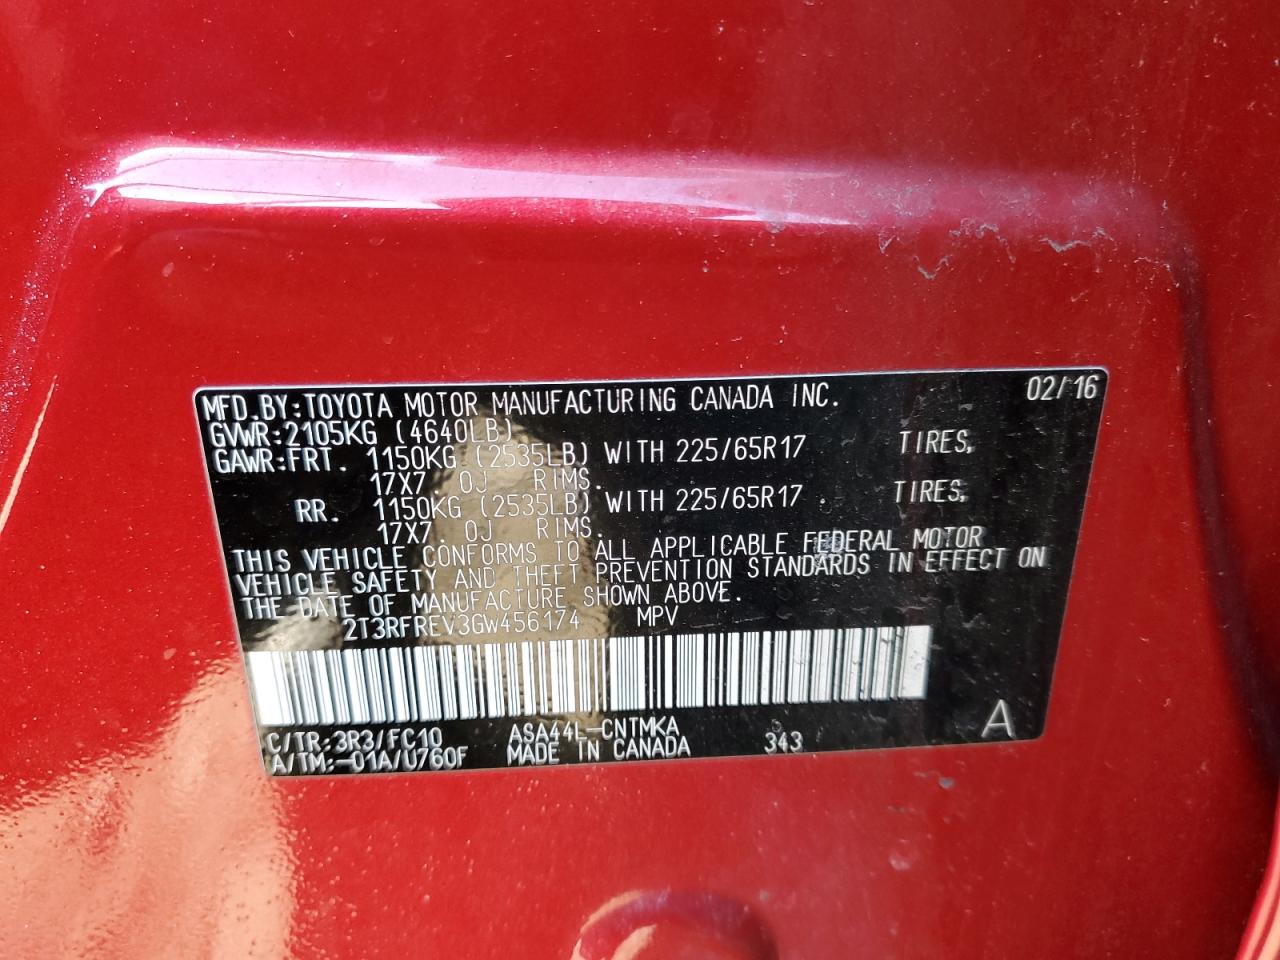 MFD.BY:TOYOTA MOTOR MANUFACTURING CANADA INC. 02/16
GVWR:2105KG (4640LB)
GAWR:FRT. 1150KG (2535LB) WITH 225/65R17 TIRES,
17X7.0J RIMS.
RR. 1150KG (2535LB) WITH 225/65R17 TIRES,
17X7.0J RIMS.
THIS VEHICLE CONFORMS TO ALL APPLICABLE FEDERAL MOTOR
VEHICLE SAFETY AND THEFT PREVENTION STANDARDS IN EFFECT ON
THE DATE OF MANUFACTURE SHOWN ABOVE.
2T3RFREV3GW456174 MPV
C/TR:3R3/FC10 ASA44L-CNTMKA
A/TM:-01A/U760F MADE IN CANADA 343 A